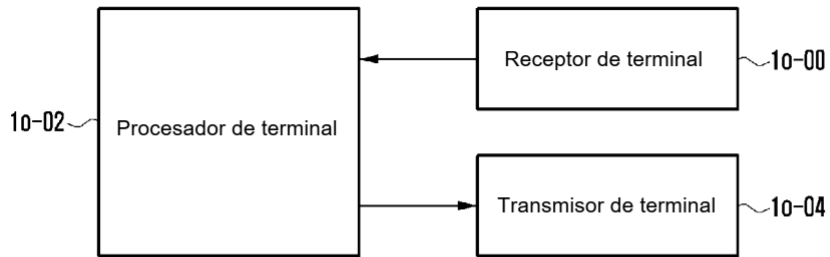 Receptor de terminal
1o-00
1o-02
Procesador de terminal
Transmisor de terminal
1o-04